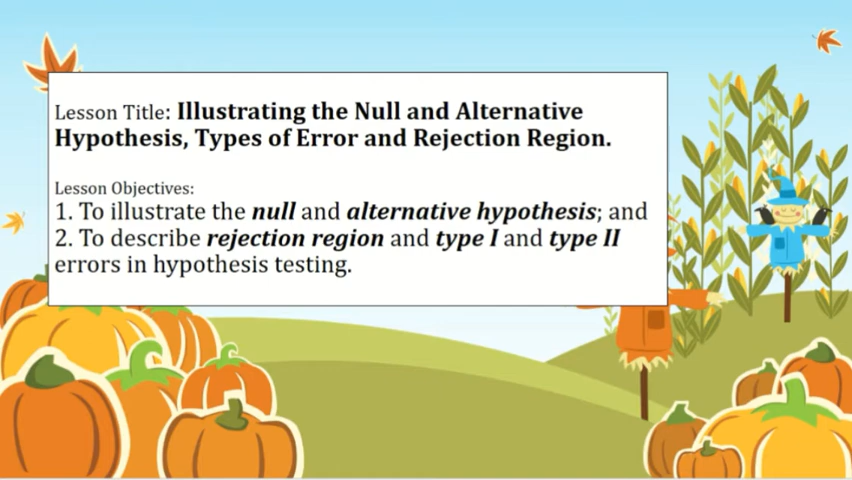 Lesson Title: Illustrating the Null and Alternative
Hypothesis, Types of Error and Rejection Region.
Lesson Objectives:
1. To illustrate the null and alternative hypothesis; and
2. To describe rejection region and type I and type II
errors in hypothesis testing.